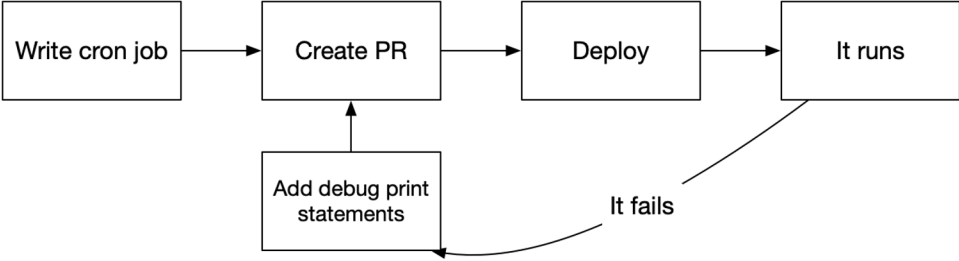 Write cron job
Create PR
Deploy
It runs
Add debug print
statements
It fails